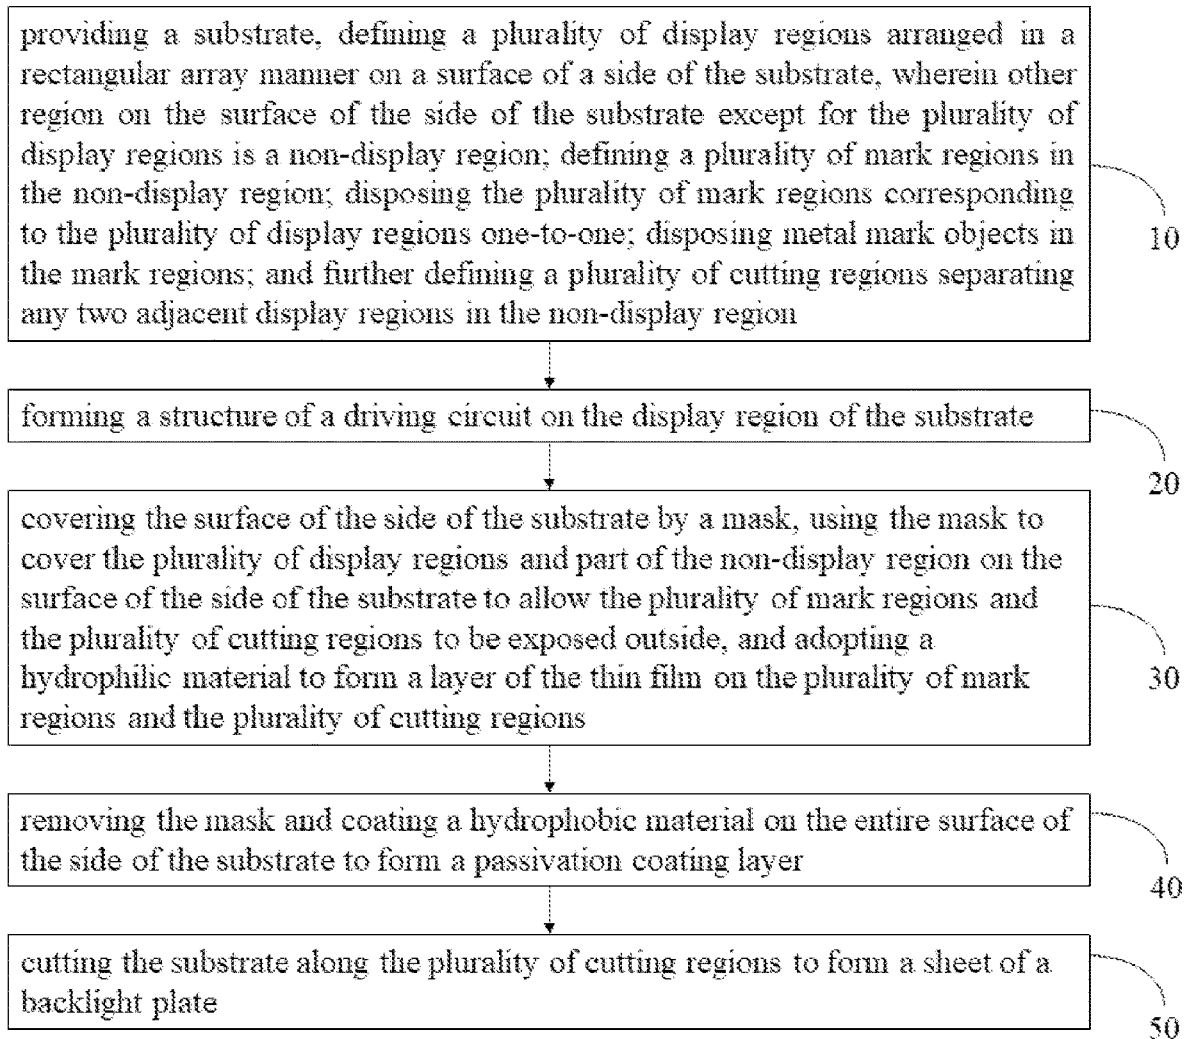 providing a substrate, defining a plurality of display regions arranged in a
rectangular array manner on a surface of a side of the substrate, wherein other
region on the surface of the side of the substrate except for the plurality of
display regions is a non-display region; defining a plurality of mark regions in
the non-display region; disposing the plurality of mark regions corresponding
to the plurality of display regions one-to-one; disposing metal mark objects in
the mark regions; and further defining a plurality of cutting regions separating
any two adjacent display regions in the non-display region
10
forming a structure of a driving circuit on the display region of the substrate
20
covering the surface of the side of the substrate by a mask, using the mask to
cover the plurality of display regions and part of the non-display region on the
surface of the side of the substrate to allow the plurality of mark regions and
the plurality of cutting regions to be exposed outside, and adopting a
hydrophilic material to form a layer of the thin film on the plurality of mark
regions and the plurality of cutting regions
30
removing the mask and coating a hydrophobic material on the entire surface of
the side of the substrate to form a passivation coating layer
40
cutting the substrate along the plurality of cutting regions to form a sheet of a
backlight plate
50